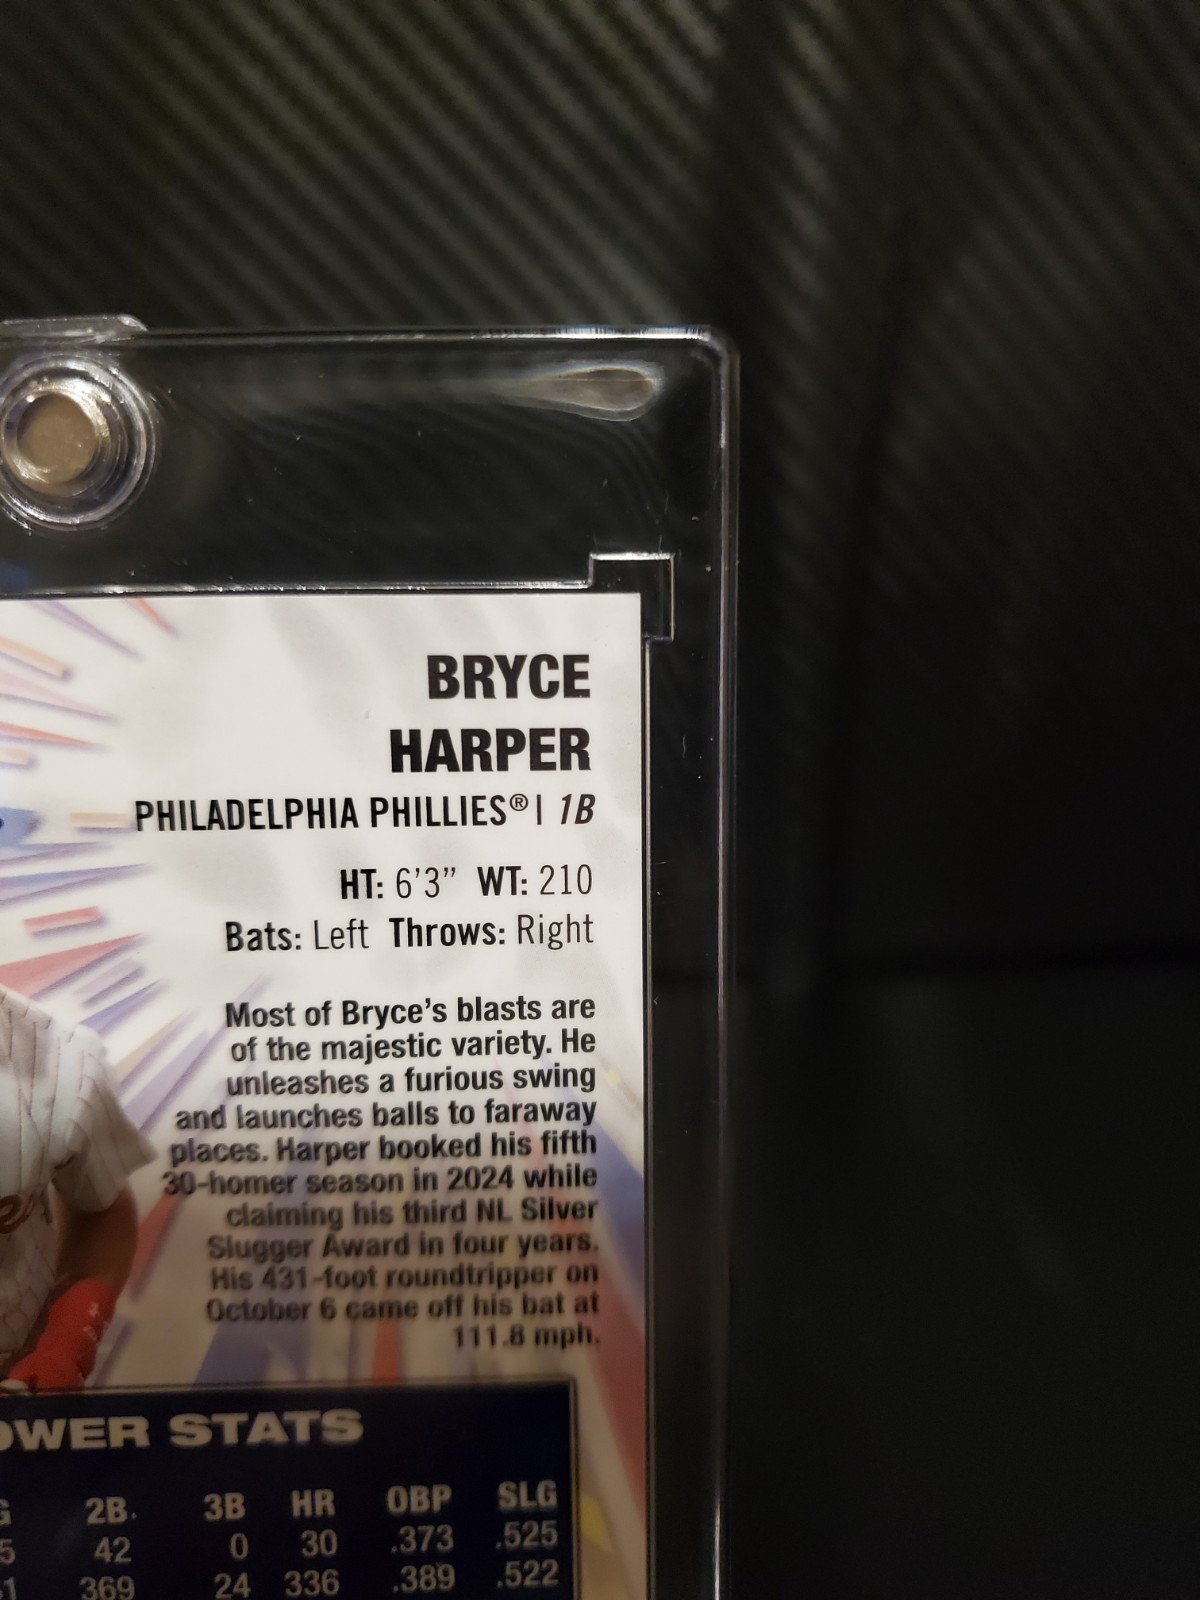 BRYCE
HARPER
PHILADELPHIA PHILLIES® | 1B
HT: 6'3" WT: 210
Bats: Left Throws: Right
Most of Bryce's blasts are
of the majestic variety. He
unleashes a furious swing
and launches balls to faraway
places. Harper booked his fifth
30-homer season in 2024 while
claiming his third NL Silver
Slugger Award in four years.
His 431-foot roundtripper on
October 6 came off his bat at
111.8 mph.
OWER STATS
G 2B 3B HR OBP SLG
5 42 0 30 .373 .525
1 369 24 336 .389 .522